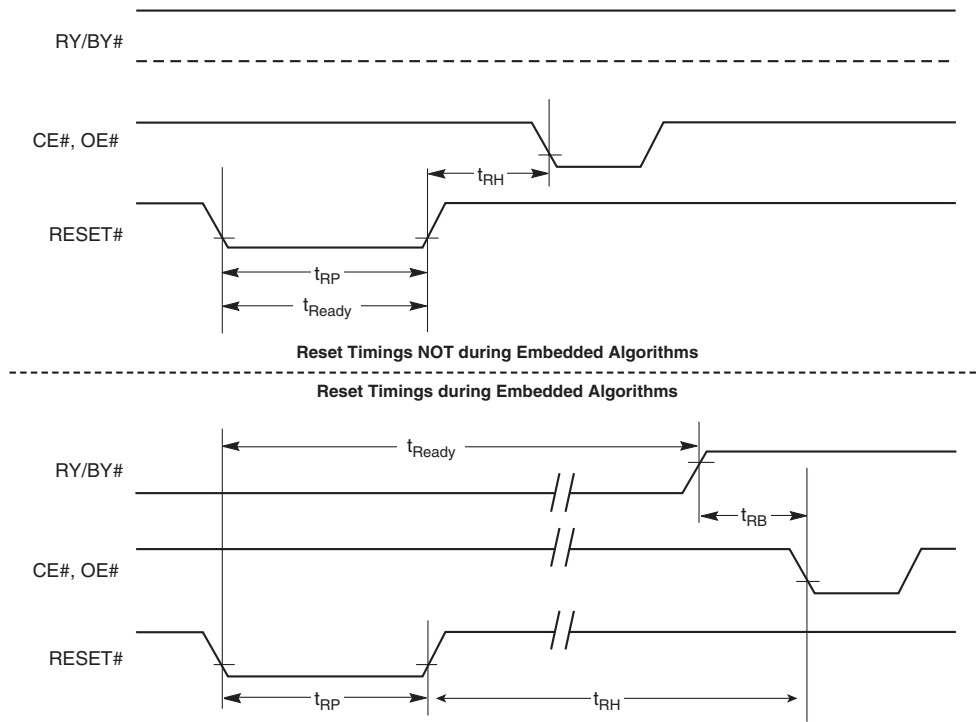 RY/BY#
CE#, OE#
tRH
RESET#
tRP
tReady
Reset Timings NOT during Embedded Algorithms
Reset Timings during Embedded Algorithms
tReady
RY/BY#
tRB
CE#, OE#
RESET#
tRP
tRH